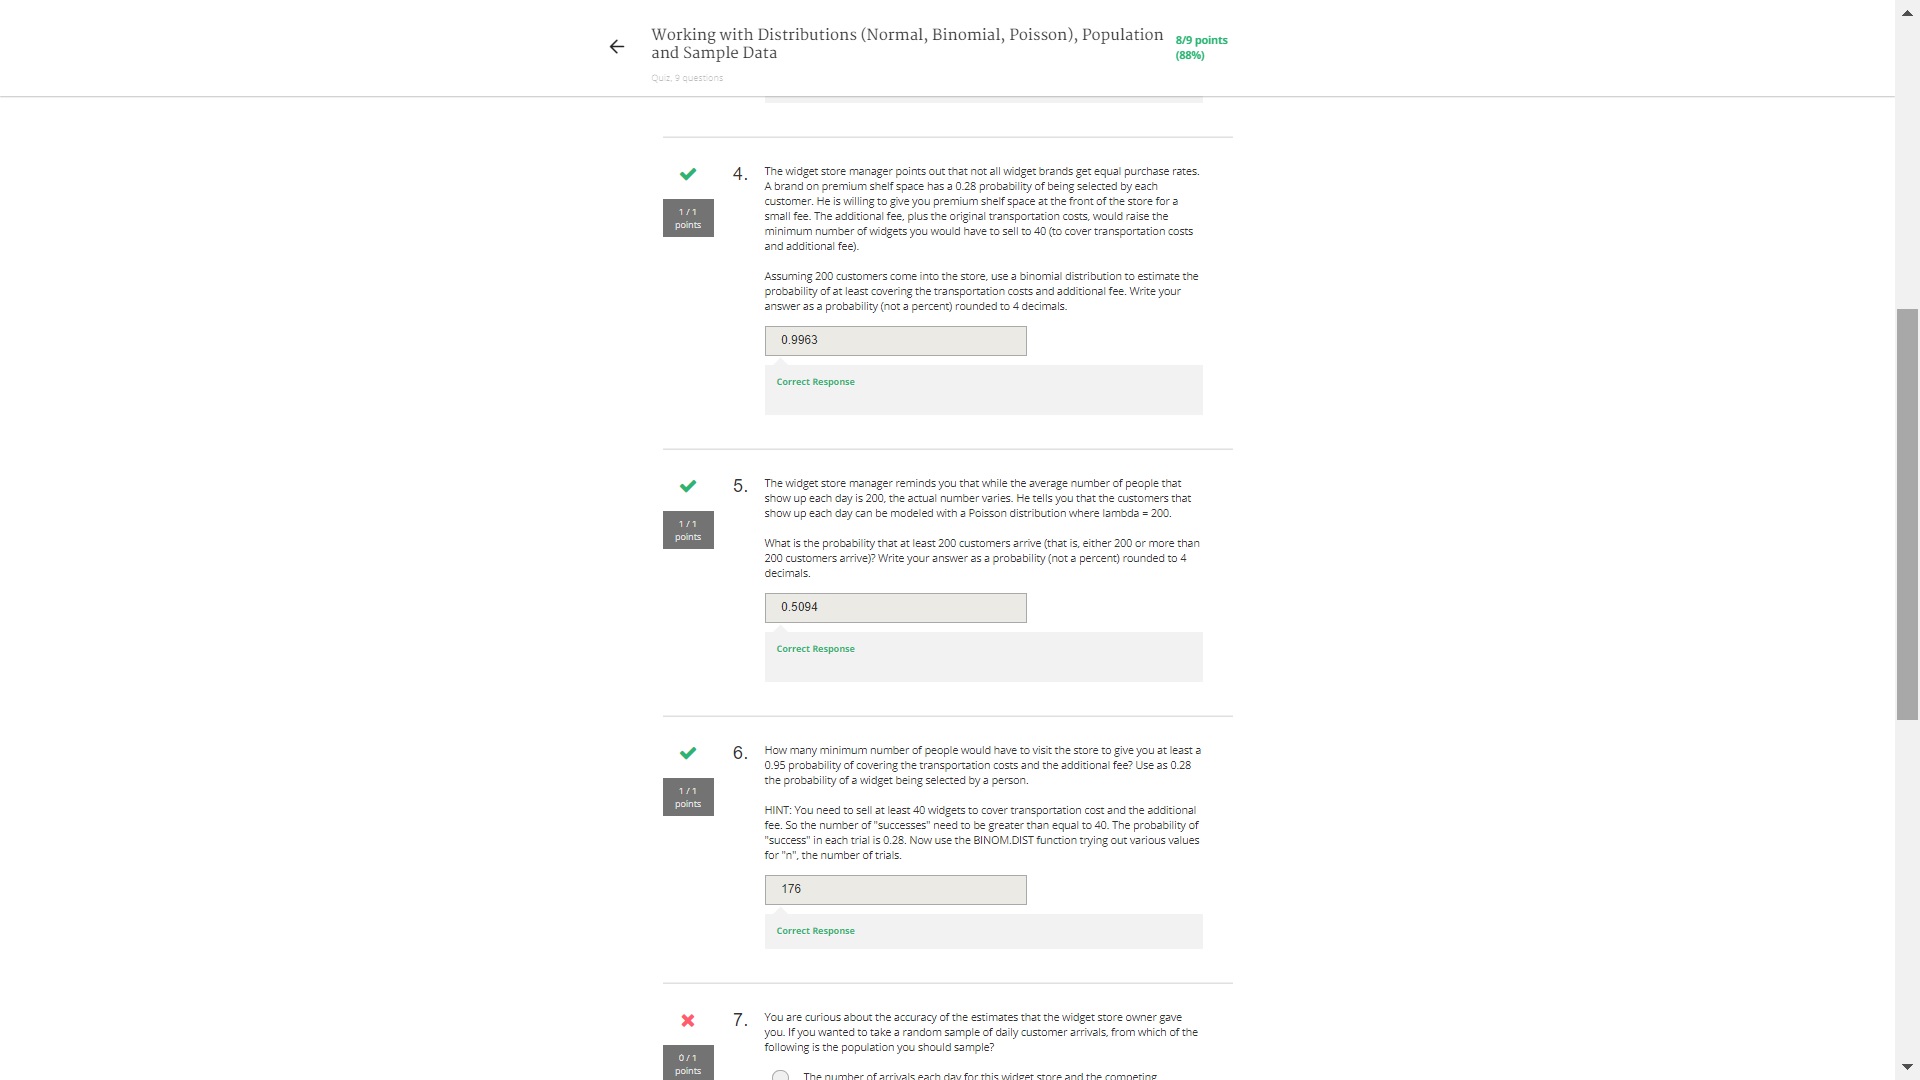 Working with Distributions (Normal, Binomial, Poisson), Population
and Sample Data
8/9 points
(88%)
Quiz, 9 questions
1 / 1
points
4.
The widget store manager points out that not all widget brands get equal purchase rates.
A brand on premium shelf space has a 0.28 probability of being selected by each
customer. He is willing to give you premium shelf space at the front of the store for a
small fee. The additional fee, plus the original transportation costs, would raise the
minimum number of widgets you would have to sell to 40 (to cover transportation costs
and additional fee).
Assuming 200 customers come into the store, use a binomial distribution to estimate the
probability of at least covering the transportation costs and additional fee. Write your
answer as a probability (not a percent) rounded to 4 decimals.
0.9963
Correct Response
1 / 1
points
5.
The widget store manager reminds you that while the average number of people that
show up each day is 200, the actual number varies. He tells you that the customers that
show up each day can be modeled with a Poisson distribution where lambda = 200.
What is the probability that at least 200 customers arrive (that is, either 200 or more than
200 customers arrive)? Write your answer as a probability (not a percent) rounded to 4
decimals.
0.5094
Correct Response
1 / 1
points
6.
How many minimum number of people would have to visit the store to give you at least a
0.95 probability of covering the transportation costs and the additional fee? Use as 0.28
the probability of a widget being selected by a person.
HINT: You need to sell at least 40 widgets to cover transportation cost and the additional
fee. So the number of "successes" need to be greater than equal to 40. The probability of
"success" in each trial is 0.28. Now use the BINOM.DIST function trying out various values
for "n", the number of trials.
176
Correct Response
0 / 1
points
7.
You are curious about the accuracy of the estimates that the widget store owner gave
you. If you wanted to take a random sample of daily customer arrivals, from which of the
following is the population you should sample?
The number of arrivals each day for this widget store and the competing